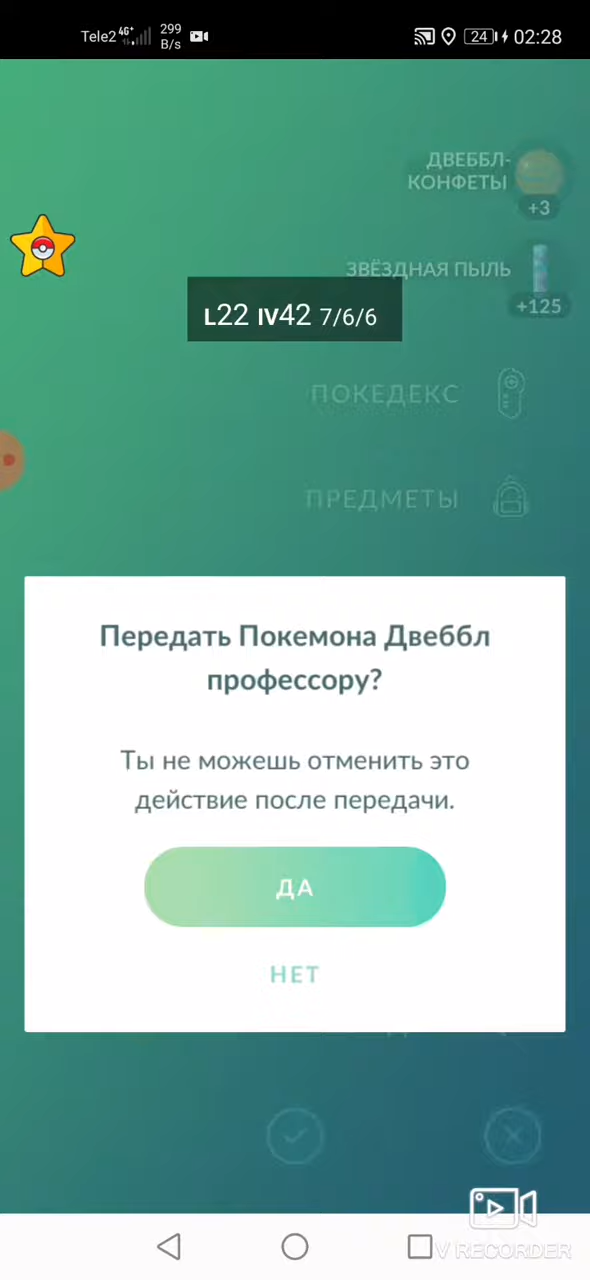 Tele2 4G+ 299 B/s 24 02:28
ДВЕББЛ-
КОНФЕТЫ
+3
ЗВЁЗДНАЯ ПЫЛЬ
+125
L22 IV42 7/6/6
ПОКЕДЕКС
ПРЕДМЕТЫ
Передать Покемона Двеббл
профессору?
Ты не можешь отменить это
действие после передачи.
ДА
НЕТ
V RECORDER